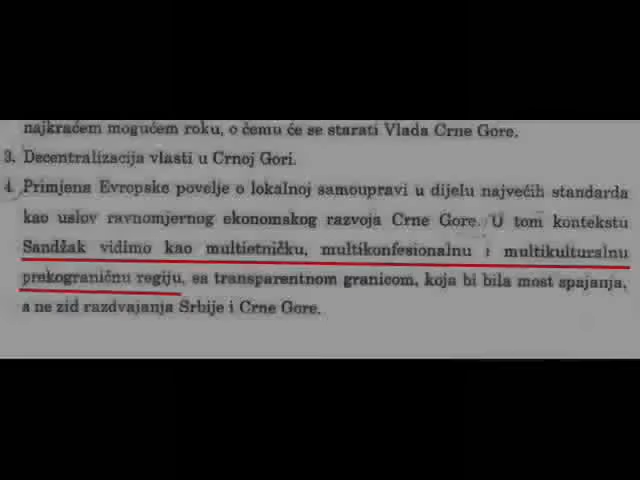 najkraćem mogućem roku, o čemu će se starati Vlada Crne Gore.
3. Decentralizacija vlasti u Crnoj Gori.
4. Primjena Evropske povelje o lokalnoj samoupravi u dijelu najvećih standarda
kao uslov ravnomjernog ekonomskog razvoja Crne Gore. U tom kontekstu
Sandžak vidimo kao multietničku, multikonfesionalnu i multikulturalnu
prekograničnu regiju, sa transparentnom granicom, koja bi bila most spajanja,
a ne zid razdvajanja Srbije i Crne Gore.